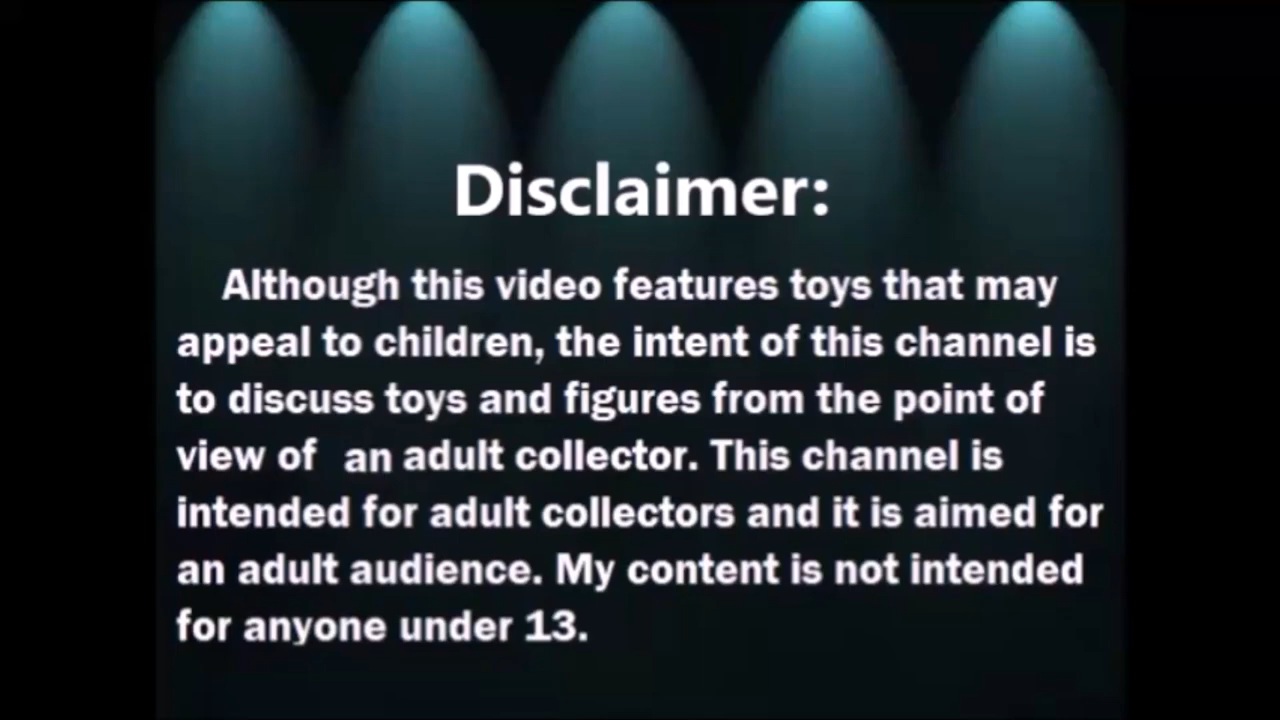 Disclaimer:
Although this video features toys that may
appeal to children, the intent of this channel is
to discuss toys and figures from the point of
view of an adult collector. This channel is
intended for adult collectors and it is aimed for
an adult audience. My content is not intended
for anyone under 13.